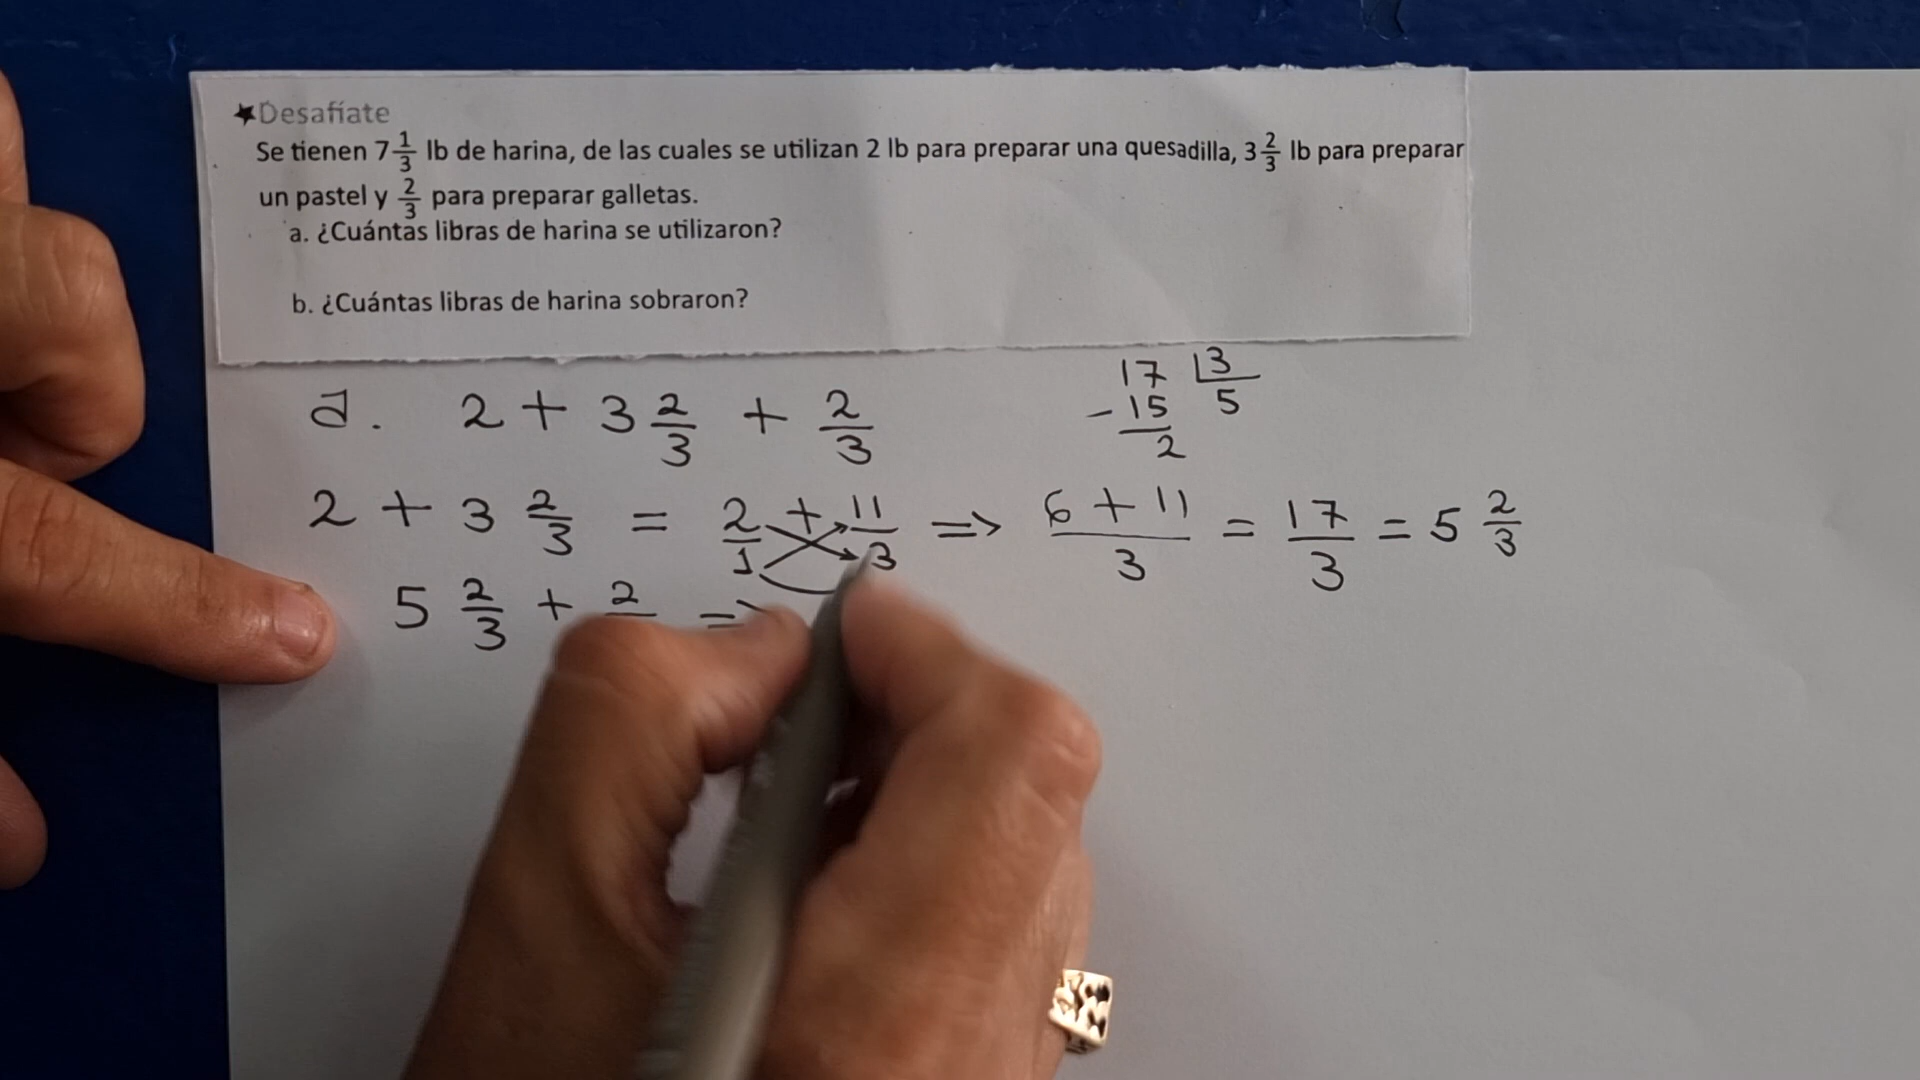 ★Desafíate
Se tienen 7 1/3 lb de harina, de las cuales se utilizan 2 lb para preparar una quesadilla, 3 2/3 lb para preparar
un pastel y 2/3 para preparar galletas.
a. ¿Cuántas libras de harina se utilizaron?
b. ¿Cuántas libras de harina sobraron?
17 3
- 15 5
2
a. 2 + 3 2/3 + 2/3
2 + 3 2/3 = 2/1 + 11/3 => (6 + 11)/3 = 17/3 = 5 2/3
5 2/3 + 2 =>